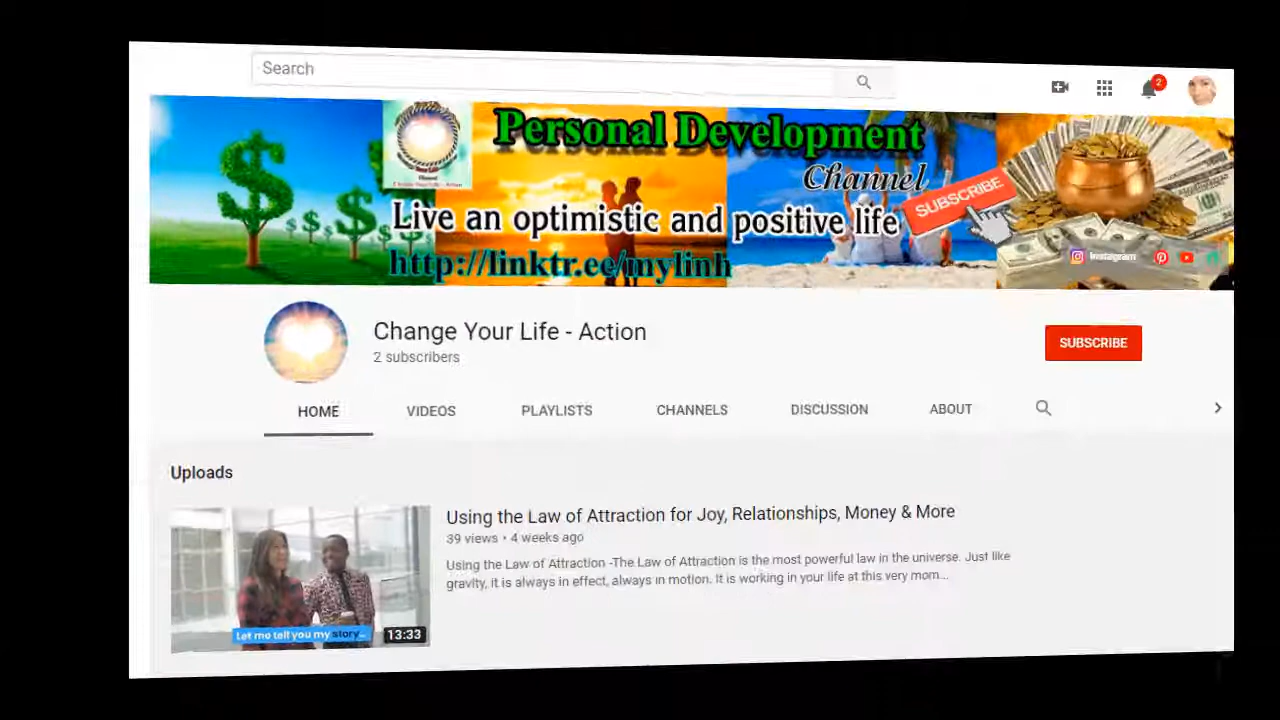 Search
2
Personal Development
Channel
SUBSCRIBE
Live an optimistic and positive life
http://linktr.ee/mylinh
Instagram
Change Your Life - Action
2 subscribers
SUBSCRIBE
HOME VIDEOS PLAYLISTS CHANNELS DISCUSSION ABOUT
Uploads
Using the Law of Attraction for Joy, Relationships, Money & More
39 views • 4 weeks ago
Using the Law of Attraction -The Law of Attraction is the most powerful law in the universe. Just like
gravity, it is always in effect, always in motion. It is working in your life at this very mom...
Let me tell you my story...
13:33